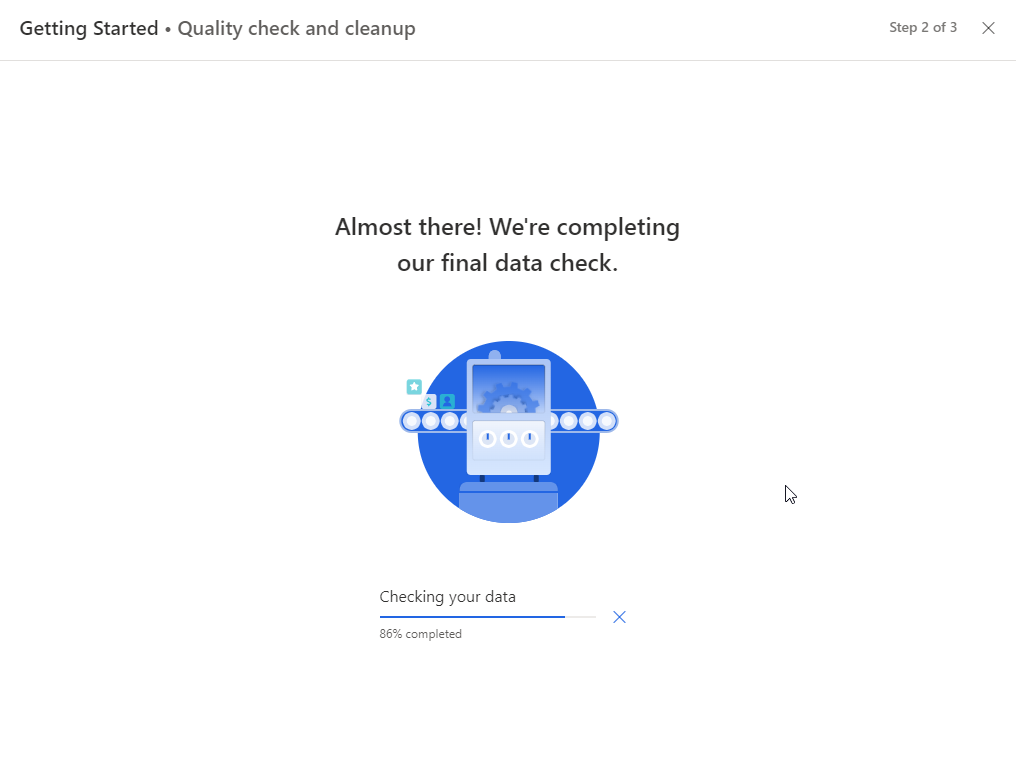 Getting Started • Quality check and cleanup
Step 2 of 3
Almost there! We're completing
our final data check.
$
Checking your data
86% completed